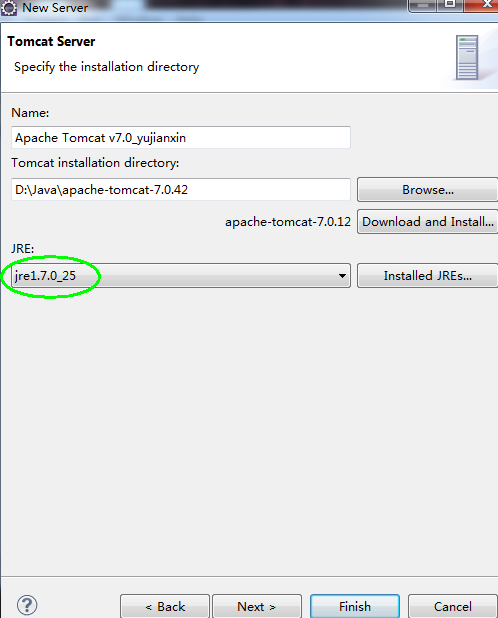 New Server
Tomcat Server
Specify the installation directory
Name:
Apache Tomcat v7.0_yujianxin
Tomcat installation directory:
D:\Java\apache-tomcat-7.0.42 Browse...
apache-tomcat-7.0.12 Download and Install...
JRE:
jre1.7.0_25 Installed JREs...
? < Back Next > Finish Cancel